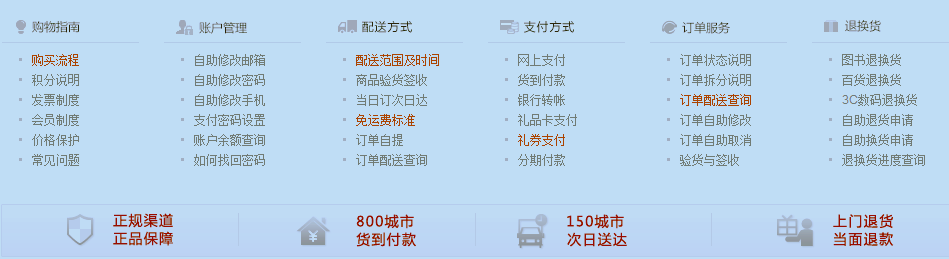 购物指南
购买流程
积分说明
发票制度
会员制度
价格保护
常见问题
账户管理
自助修改邮箱
自助修改密码
自助修改手机
支付密码设置
账户余额查询
如何找回密码
配送方式
配送范围及时间
商品验货签收
当日订次日达
免运费标准
订单自提
订单配送查询
支付方式
网上支付
货到付款
银行转帐
礼品卡支付
礼券支付
分期付款
订单服务
订单状态说明
订单拆分说明
订单配送查询
订单自助修改
订单自助取消
验货与签收
退换货
图书退换货
百货退换货
3C数码退换货
自助退货申请
自助换货申请
退换货进度查询
正规渠道
正品保障
800城市
货到付款
150城市
次日送达
上门退货
当面退款